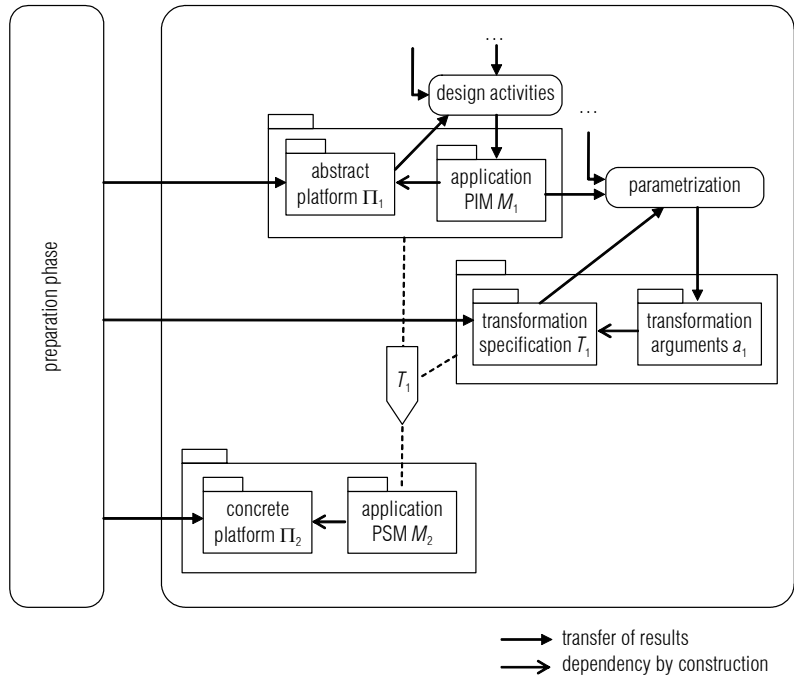 ...
design activities
...
abstract
platform Π1
application
PIM M1
parametrization
preparation phase
transformation
specification T1
transformation
arguments a1
T1
concrete
platform Π2
application
PSM M2
transfer of results
dependency by construction